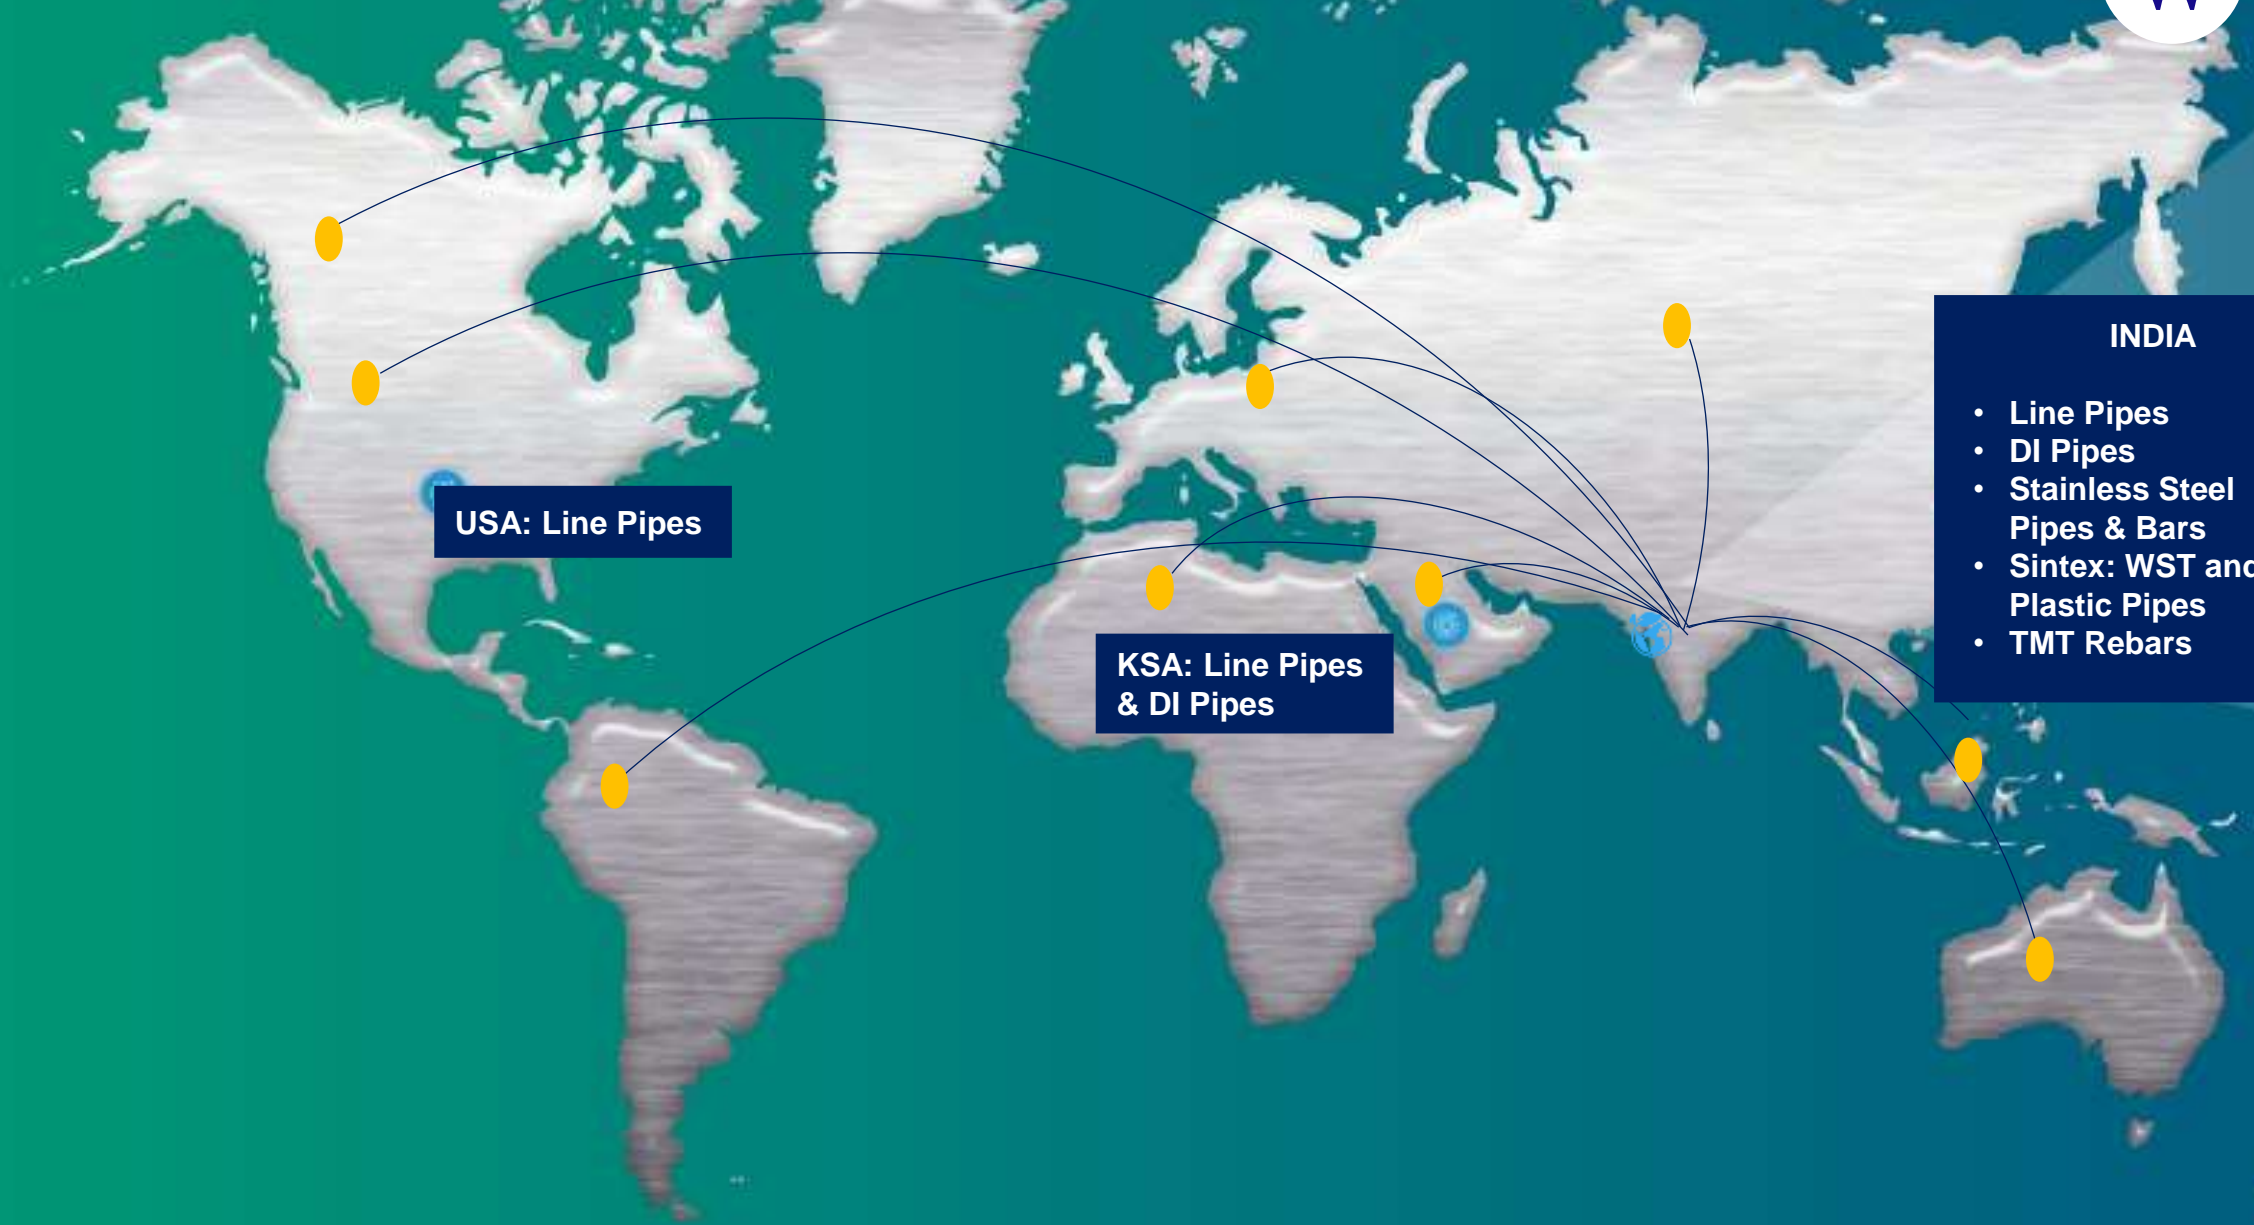 INDIA
• Line Pipes
• DI Pipes
• Stainless Steel
Pipes & Bars
• Sintex: WST and
Plastic Pipes
• TMT Rebars
USA: Line Pipes
KSA: Line Pipes
& DI Pipes